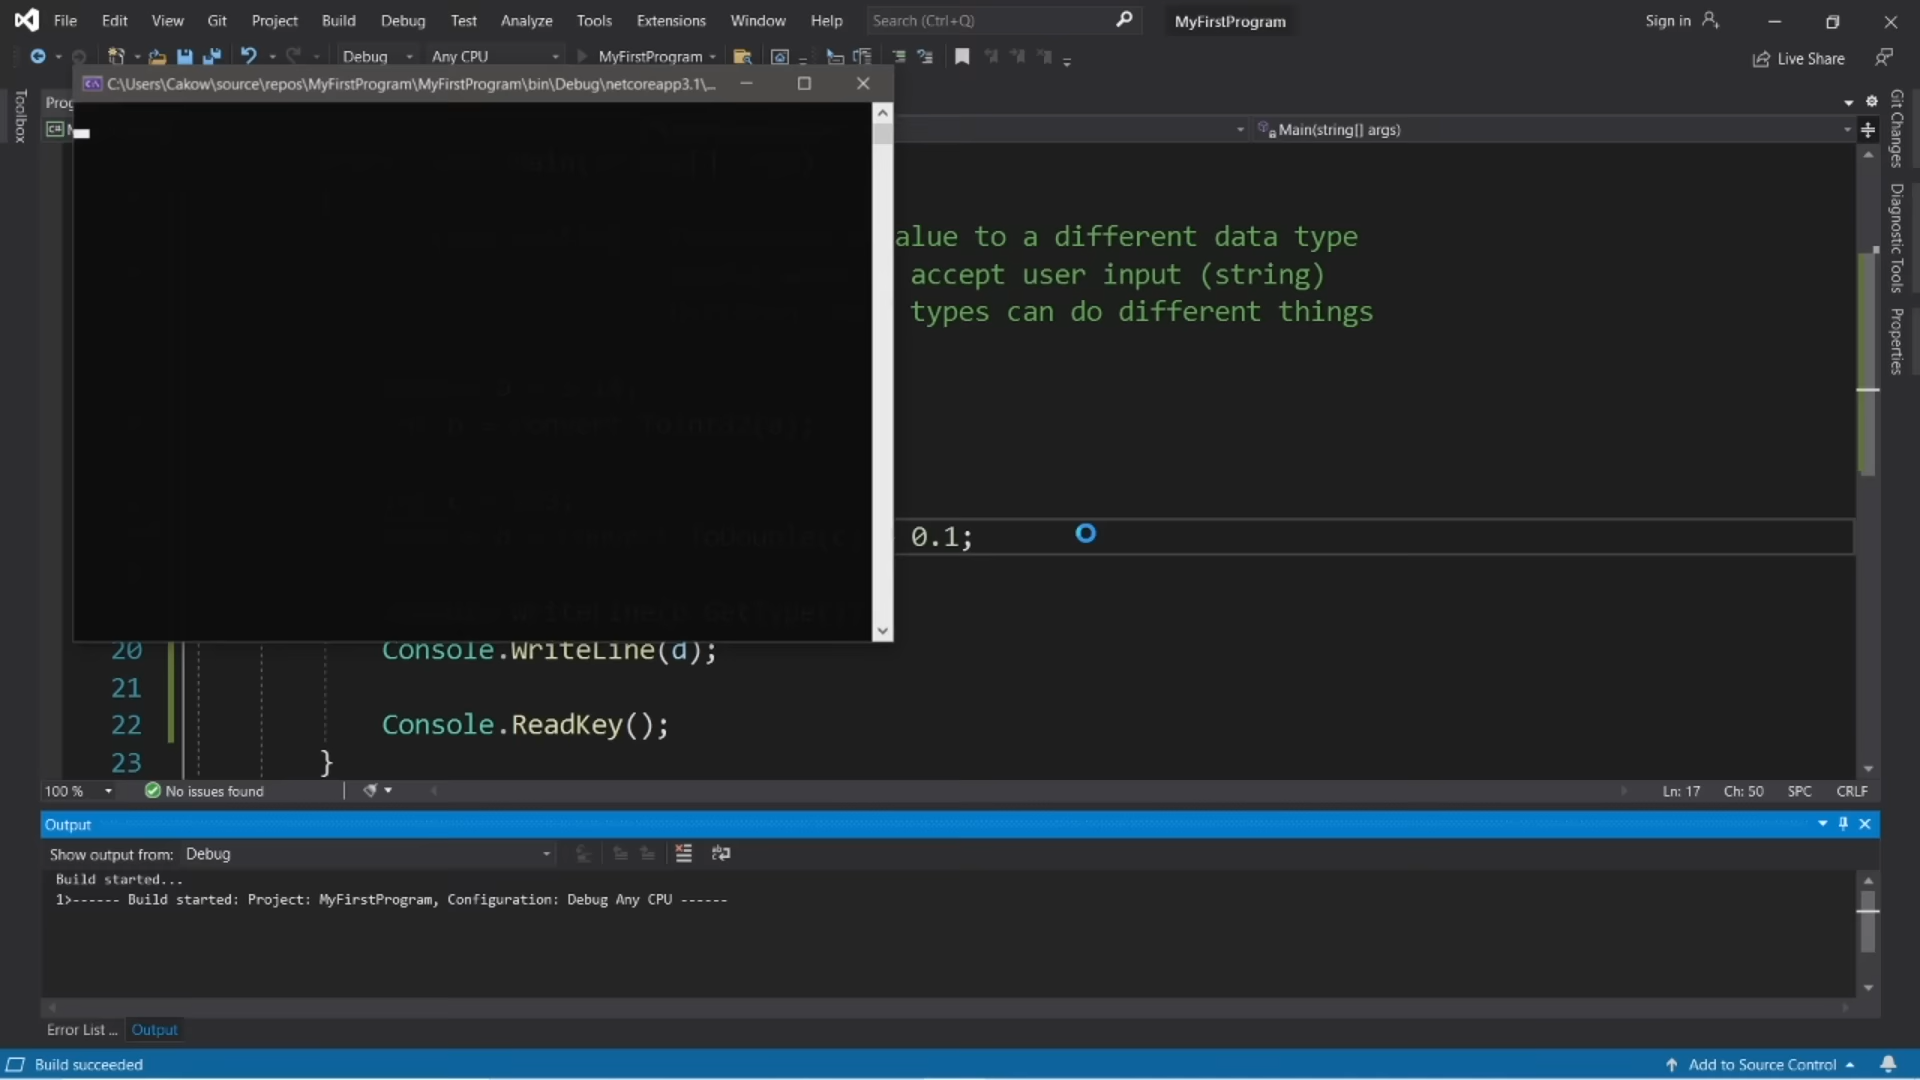 File Edit View Git Project Build Debug Test Analyze Tools Extensions Window Help Search (Ctrl+Q) MyFirstProgram Sign in
Debug Any CPU MyFirstProgram Live Share
C:\Users\Cakow\source\repos\MyFirstProgram\MyFirstProgram\bin\Debug\netcoreapp3.1\...
Toolbox
Main(string[] args)
Git Changes
Diagnostic Tools
Properties
alue to a different data type
accept user input (string)
types can do different things
0.1;
20 Console.WriteLine(d);
21
22 Console.ReadKey();
23 }
100 % No issues found Ln: 17 Ch: 50 SPC CRLF
Output
Show output from: Debug
Build started...
1>------ Build started: Project: MyFirstProgram, Configuration: Debug Any CPU ------
Error List ... Output
Build succeeded Add to Source Control